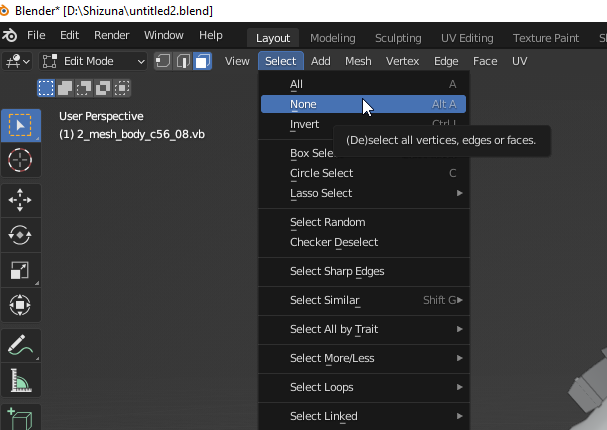 Blender* [D:\Shizuna\untitled2.blend]
File Edit Render Window Help Layout Modeling Sculpting UV Editing Texture Paint
Edit Mode View Select Add Mesh Vertex Edge Face UV
User Perspective
(1) 2_mesh_body_c56_08.vb
All A
None Alt A
Invert Ctrl I
(De)select all vertices, edges or faces.
Box Sele
Circle Select C
Lasso Select
Select Random
Checker Deselect
Select Sharp Edges
Select Similar Shift G
Select All by Trait
Select More/Less
Select Loops
Select Linked